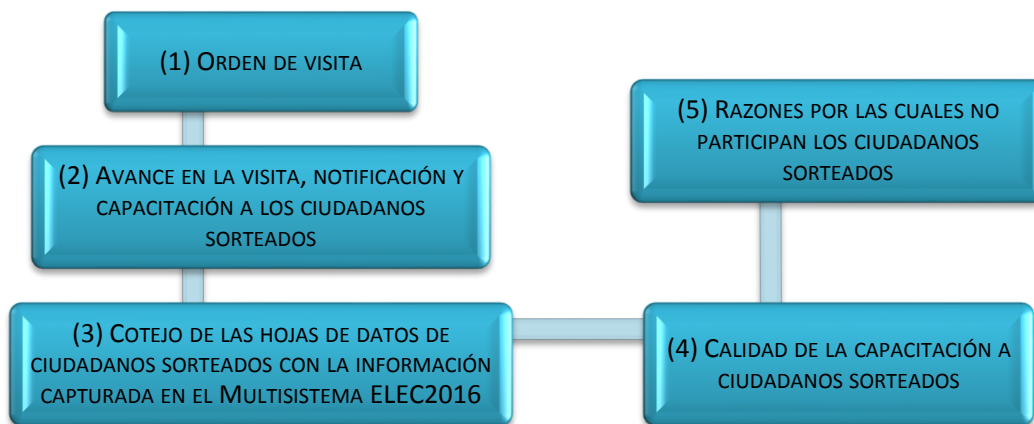 (1) ORDEN DE VISITA
(2) AVANCE EN LA VISITA, NOTIFICACIÓN Y
CAPACITACIÓN A LOS CIUDADANOS
SORTEADOS
(3) COTEJO DE LAS HOJAS DE DATOS DE
CIUDADANOS SORTEADOS CON LA INFORMACIÓN
CAPTURADA EN EL MULTISISTEMA ELEC2016
(4) CALIDAD DE LA CAPACITACIÓN A
CIUDADANOS SORTEADOS
(5) RAZONES POR LAS CUALES NO
PARTICIPAN LOS CIUDADANOS
SORTEADOS